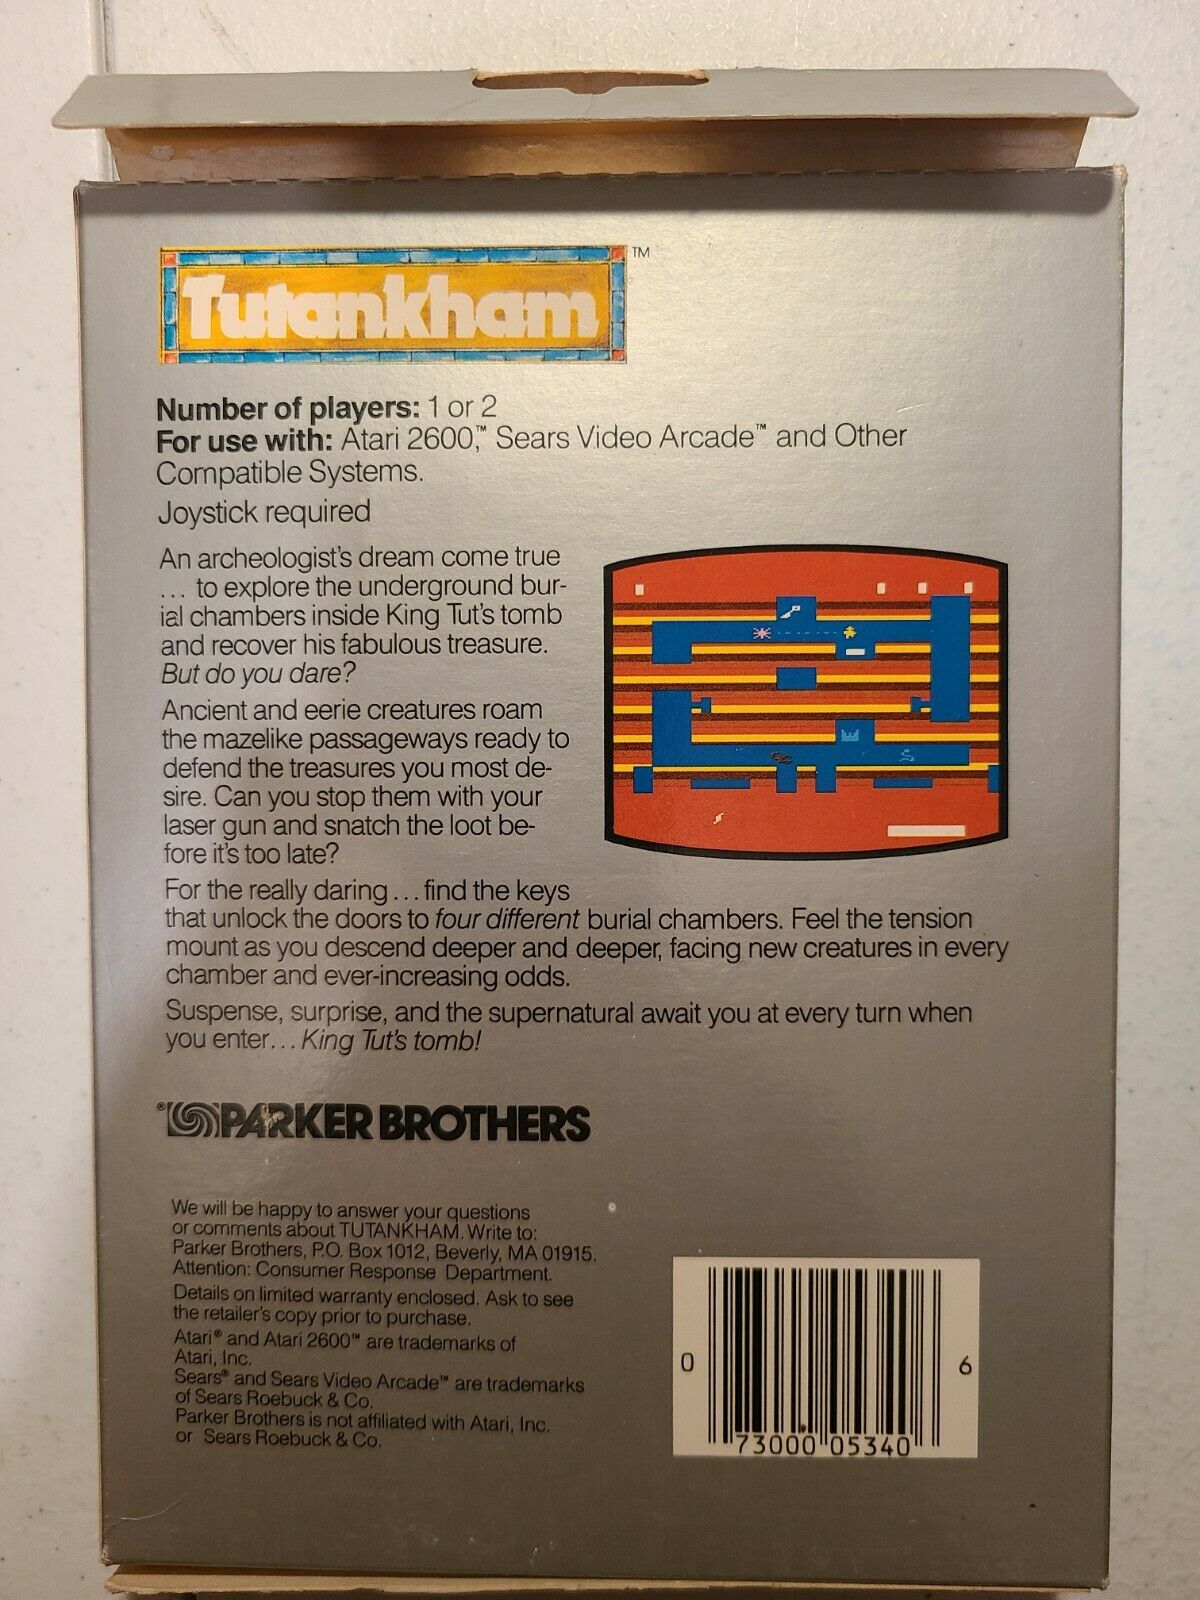 Tutankham™
Number of players: 1 or 2
For use with: Atari 2600,™ Sears Video Arcade™ and Other
Compatible Systems.
Joystick required
An archeologist's dream come true
... to explore the underground bur-
ial chambers inside King Tut's tomb
and recover his fabulous treasure.
But do you dare?
Ancient and eerie creatures roam
the mazelike passageways ready to
defend the treasures you most de-
sire. Can you stop them with your
laser gun and snatch the loot be-
fore it's too late?
For the really daring...find the keys
that unlock the doors to four different burial chambers. Feel the tension
mount as you descend deeper and deeper, facing new creatures in every
chamber and ever-increasing odds.
Suspense, surprise, and the supernatural await you at every turn when
you enter...King Tut's tomb!
® PARKER BROTHERS
We will be happy to answer your questions
or comments about TUTANKHAM. Write to:
Parker Brothers, P.O. Box 1012, Beverly, MA 01915.
Attention: Consumer Response Department.
Details on limited warranty enclosed. Ask to see
the retailer's copy prior to purchase.
Atari® and Atari 2600™ are trademarks of
Atari, Inc.
Sears® and Sears Video Arcade™ are trademarks
of Sears Roebuck & Co.
Parker Brothers is not affiliated with Atari, Inc.
or Sears Roebuck & Co.
0 73000 05340 6